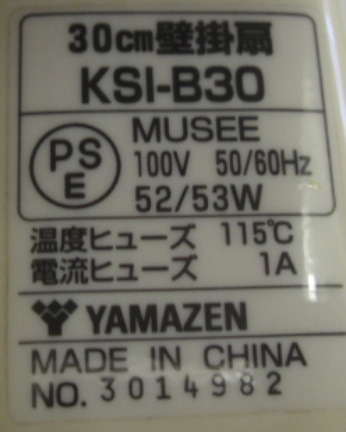 30cm壁掛扇
KSI-B30
PSE
MUSEE
100V 50/60Hz
52/53W
温度ヒューズ 115℃
電流ヒューズ 1A
YAMAZEN
MADE IN CHINA
NO. 3014982